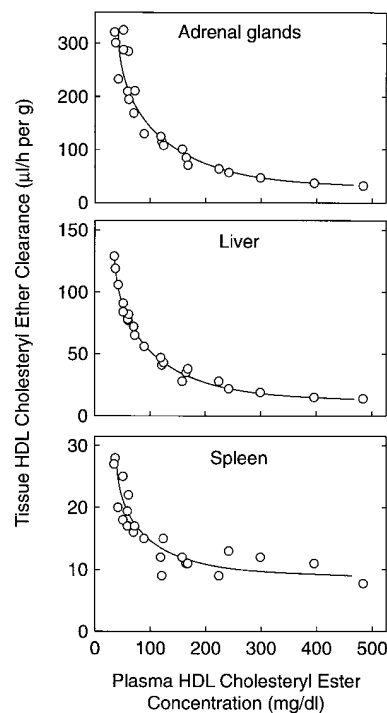 Adrenal glands
300
200
100
0
Tissue HDL Cholesteryl Ether Clearance (µl/h per g)
Liver
150
100
50
0
Spleen
30
20
10
0
0 100 200 300 400 500
Plasma HDL Cholesteryl Ester
Concentration (mg/dl)